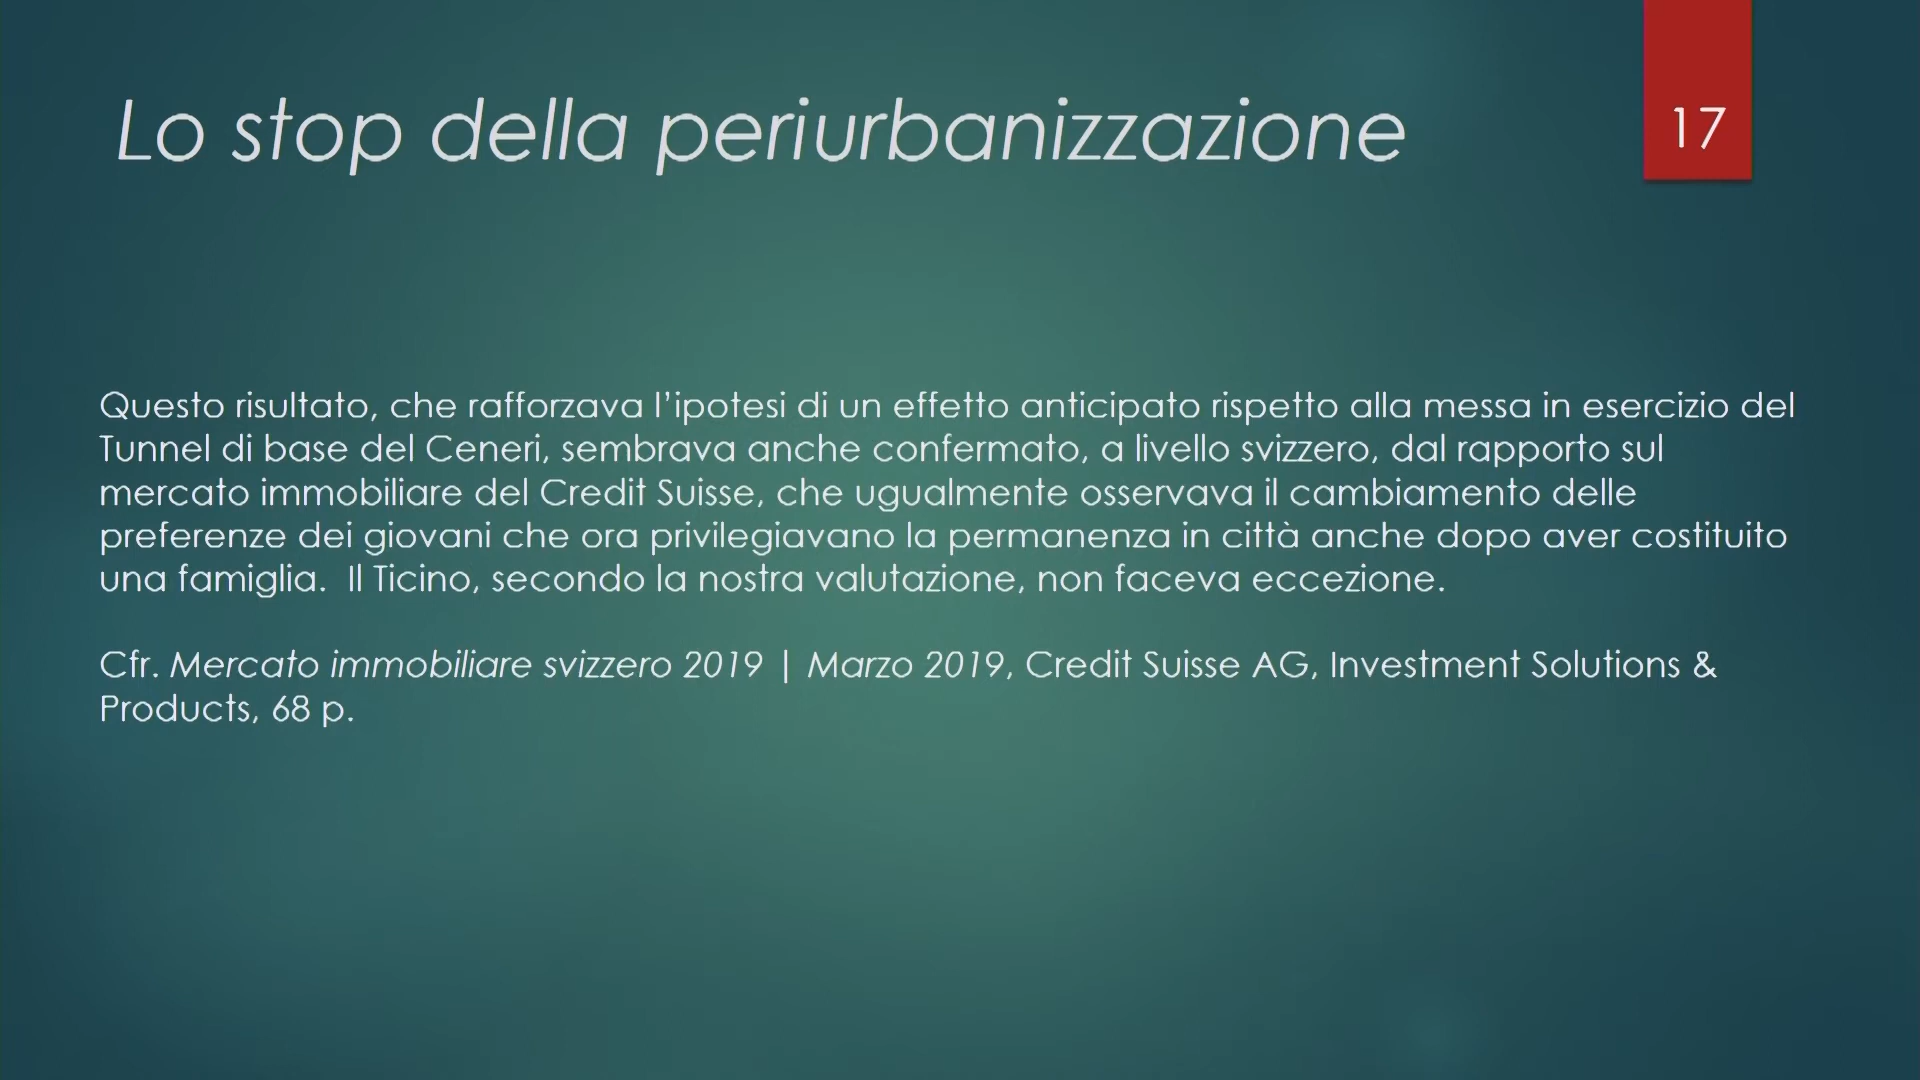 Lo stop della periurbanizzazione
17
Questo risultato, che rafforzava l’ipotesi di un effetto anticipato rispetto alla messa in esercizio del
Tunnel di base del Ceneri, sembrava anche confermato, a livello svizzero, dal rapporto sul
mercato immobiliare del Credit Suisse, che ugualmente osservava il cambiamento delle
preferenze dei giovani che ora privilegiavano la permanenza in città anche dopo aver costituito
una famiglia.  Il Ticino, secondo la nostra valutazione, non faceva eccezione.
Cfr. Mercato immobiliare svizzero 2019 | Marzo 2019, Credit Suisse AG, Investment Solutions &
Products, 68 p.